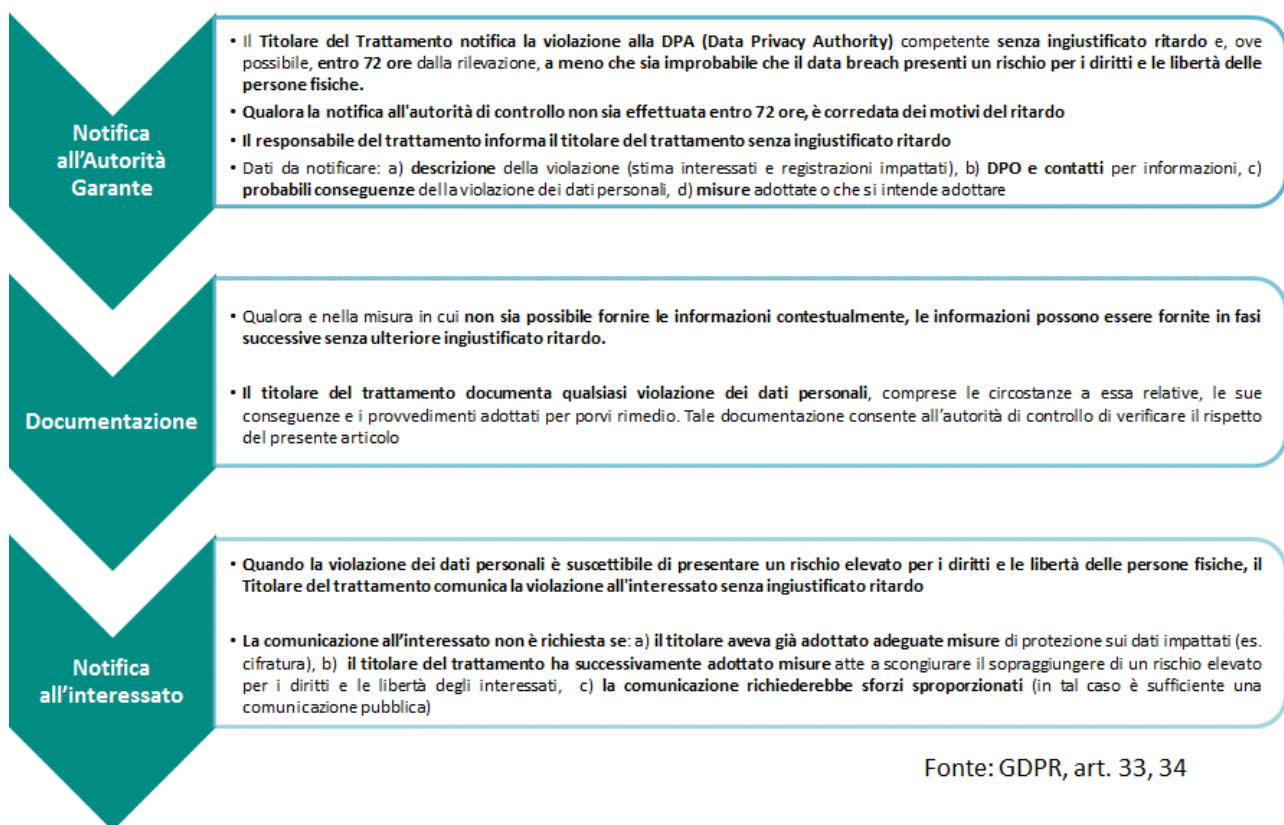 Notifica
all'Autorità
Garante
• Il Titolare del Trattamento notifica la violazione alla DPA (Data Privacy Authority) competente senza ingiustificato ritardo e, ove
possibile, entro 72 ore dalla rilevazione, a meno che sia improbabile che il data breach presenti un rischio per i diritti e le libertà delle
persone fisiche.
• Qualora la notifica all'autorità di controllo non sia effettuata entro 72 ore, è corredata dei motivi del ritardo
• Il responsabile del trattamento informa il titolare del trattamento senza ingiustificato ritardo
• Dati da notificare: a) descrizione della violazione (stima interessati e registrazioni impattati), b) DPO e contatti per informazioni, c)
probabili conseguenze della violazione dei dati personali, d) misure adottate o che si intende adottare
Documentazione
• Qualora e nella misura in cui non sia possibile fornire le informazioni contestualmente, le informazioni possono essere fornite in fasi
successive senza ulteriore ingiustificato ritardo.
• Il titolare del trattamento documenta qualsiasi violazione dei dati personali, comprese le circostanze a essa relative, le sue
conseguenze e i provvedimenti adottati per porvi rimedio. Tale documentazione consente all'autorità di controllo di verificare il rispetto
del presente articolo
Notifica
all'interessato
• Quando la violazione dei dati personali è suscettibile di presentare un rischio elevato per i diritti e le libertà delle persone fisiche, il
Titolare del trattamento comunica la violazione all'interessato senza ingiustificato ritardo
• La comunicazione all'interessato non è richiesta se: a) il titolare aveva già adottato adeguate misure di protezione sui dati impattati (es.
cifratura), b) il titolare del trattamento ha successivamente adottato misure atte a scongiurare il sopraggiungere di un rischio elevato
per i diritti e le libertà degli interessati, c) la comunicazione richiederebbe sforzi sproporzionati (in tal caso è sufficiente una
comunicazione pubblica)
Fonte: GDPR, art. 33, 34